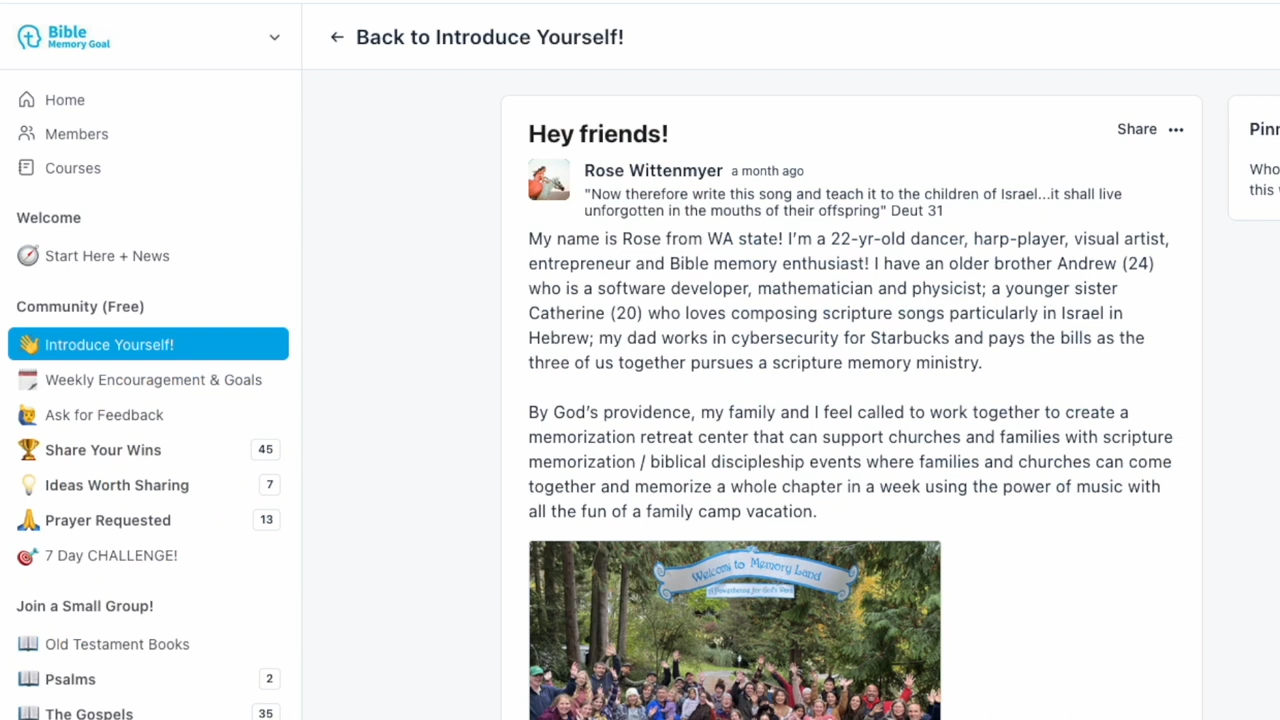 Bible
Memory Goal
Home
Members
Courses
Welcome
Start Here + News
Community (Free)
Introduce Yourself!
Weekly Encouragement & Goals
Ask for Feedback
Share Your Wins 45
Ideas Worth Sharing 7
Prayer Requested 13
7 Day CHALLENGE!
Join a Small Group!
Old Testament Books
Psalms 2
The Gospels 35
← Back to Introduce Yourself!
Hey friends!
Share
Rose Wittenmyer a month ago
"Now therefore write this song and teach it to the children of Israel...it shall live
unforgotten in the mouths of their offspring" Deut 31
My name is Rose from WA state! I’m a 22-yr-old dancer, harp-player, visual artist,
entrepreneur and Bible memory enthusiast! I have an older brother Andrew (24)
who is a software developer, mathematician and physicist; a younger sister
Catherine (20) who loves composing scripture songs particularly in Israel in
Hebrew; my dad works in cybersecurity for Starbucks and pays the bills as the
three of us together pursues a scripture memory ministry.
By God’s providence, my family and I feel called to work together to create a
memorization retreat center that can support churches and families with scripture
memorization / biblical discipleship events where families and churches can come
together and memorize a whole chapter in a week using the power of music with
all the fun of a family camp vacation.
Welcome to Memory Land
Who
this